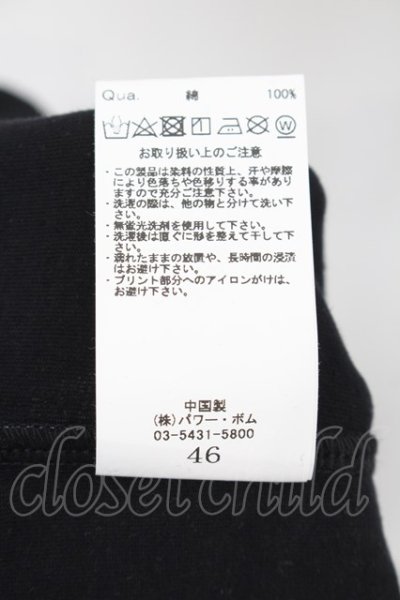 Qua. 綿 100%
お取り扱い上のご注意
・この製品は染料の性質上、汗や摩擦
により色落ちや色移りする事があり
ますので充分ご注意下さい。
・洗濯の際は、他の物と分けて洗い下
さい。
・無蛍光洗剤を使用して下さい。
・洗濯後は直ぐに形を整えて干して下
さい。
・濡れたままの放置や、長時間の浸漬
はお避け下さい。
・プリント部分へのアイロンがけは、
お避け下さい。
中国製
(株)パワー・ボム
03-5431-5800
46
closet child